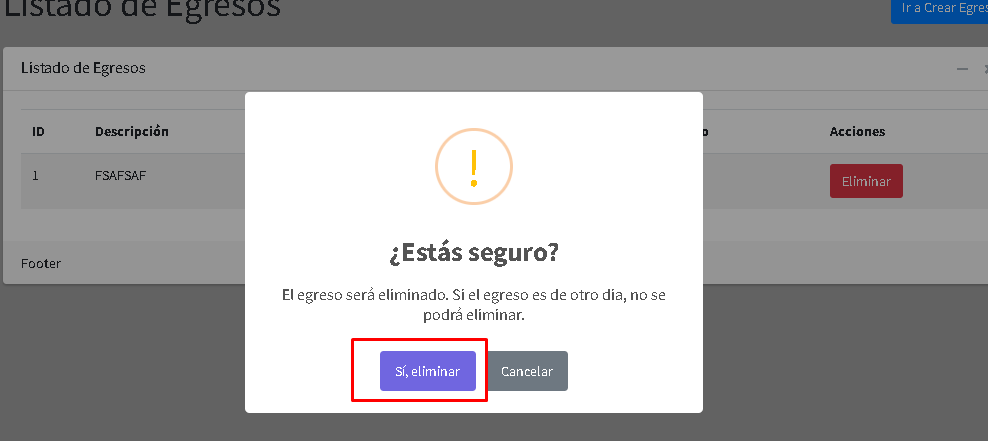 Listado de Egresos
Ir a Crear Egres
Listado de Egresos
ID Descripción o Acciones
1 FSAFSAF Eliminar
!
¿Estás seguro?
El egreso será eliminado. Si el egreso es de otro día, no se
podrá eliminar.
Sí, eliminar Cancelar
Footer